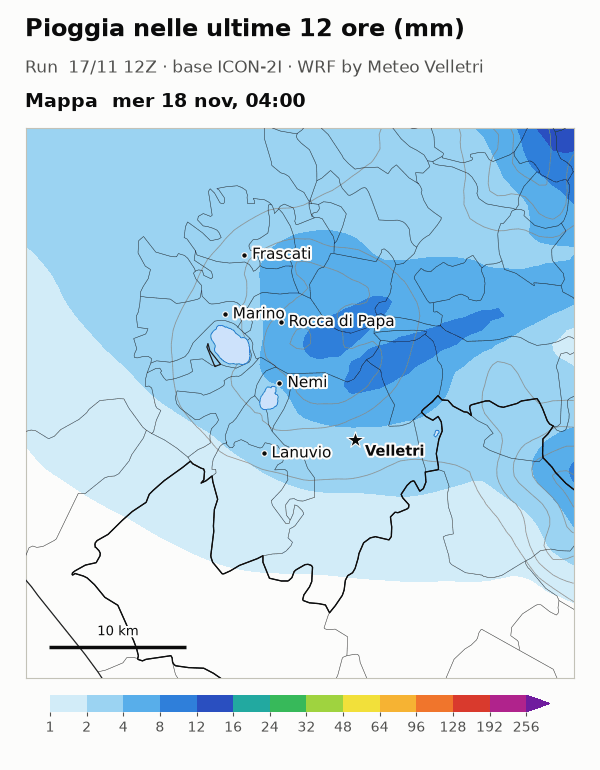 Pioggia nelle ultime 12 ore (mm)
Run  17/11 12Z · base ICON-2I · WRF by Meteo Velletri
Mappa  mer 18 nov, 04:00
Frascati
Marino
Rocca di Papa
Nemi
Velletri
Lanuvio
10 km
1 2 4 8 12 16 24 32 48 64 96 128 192 256